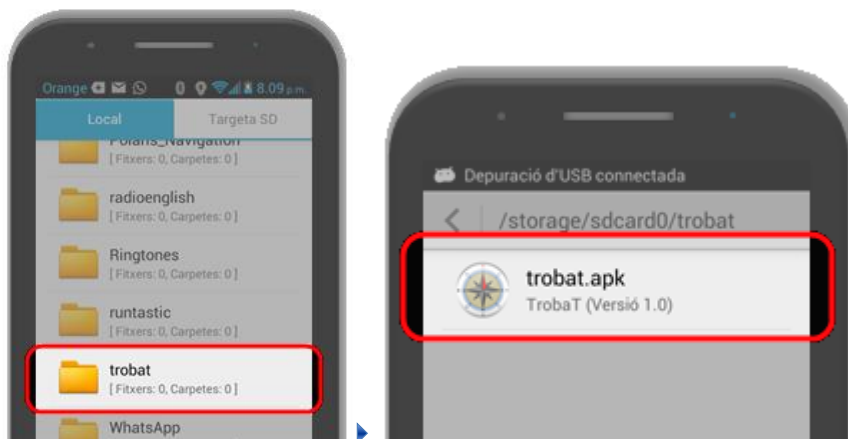 Orange 8.09 p.m.
Local
Targeta SD
Polaris_Navigation
[ Fitxers: 0, Carpetes: 0 ]
radioenglish
[ Fitxers: 0, Carpetes: 0 ]
Ringtones
[ Fitxers: 0, Carpetes: 0 ]
runtastic
[ Fitxers: 0, Carpetes: 0 ]
trobat
[ Fitxers: 0, Carpetes: 0 ]
WhatsApp
Depuració d'USB connectada
/storage/sdcard0/trobat
trobat.apk
TrobaT (Versió 1.0)